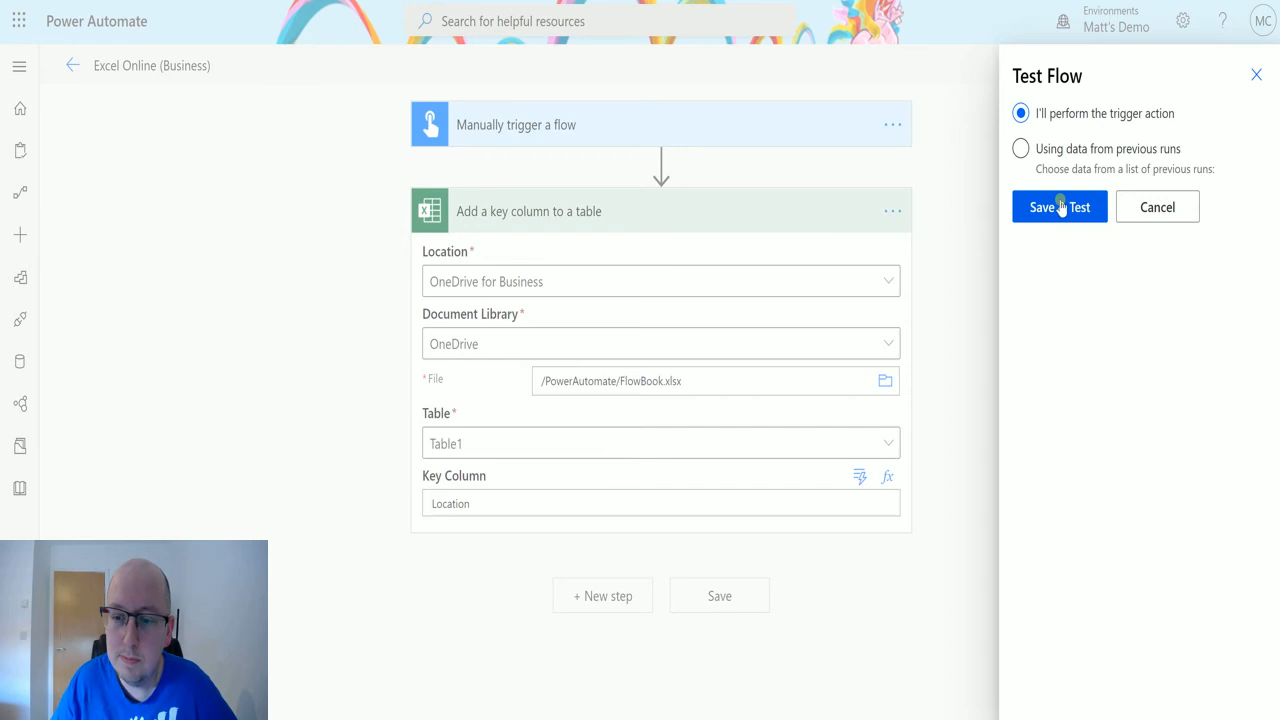 Power Automate
Search for helpful resources
Environments
Matt's Demo
MC
Excel Online (Business)
Manually trigger a flow
Add a key column to a table
Location*
OneDrive for Business
Document Library*
OneDrive
* File
/PowerAutomate/FlowBook.xlsx
Table*
Table1
Key Column
fx
Location
+ New step
Save
Test Flow
I'll perform the trigger action
Using data from previous runs
Choose data from a list of previous runs:
Save Test
Cancel